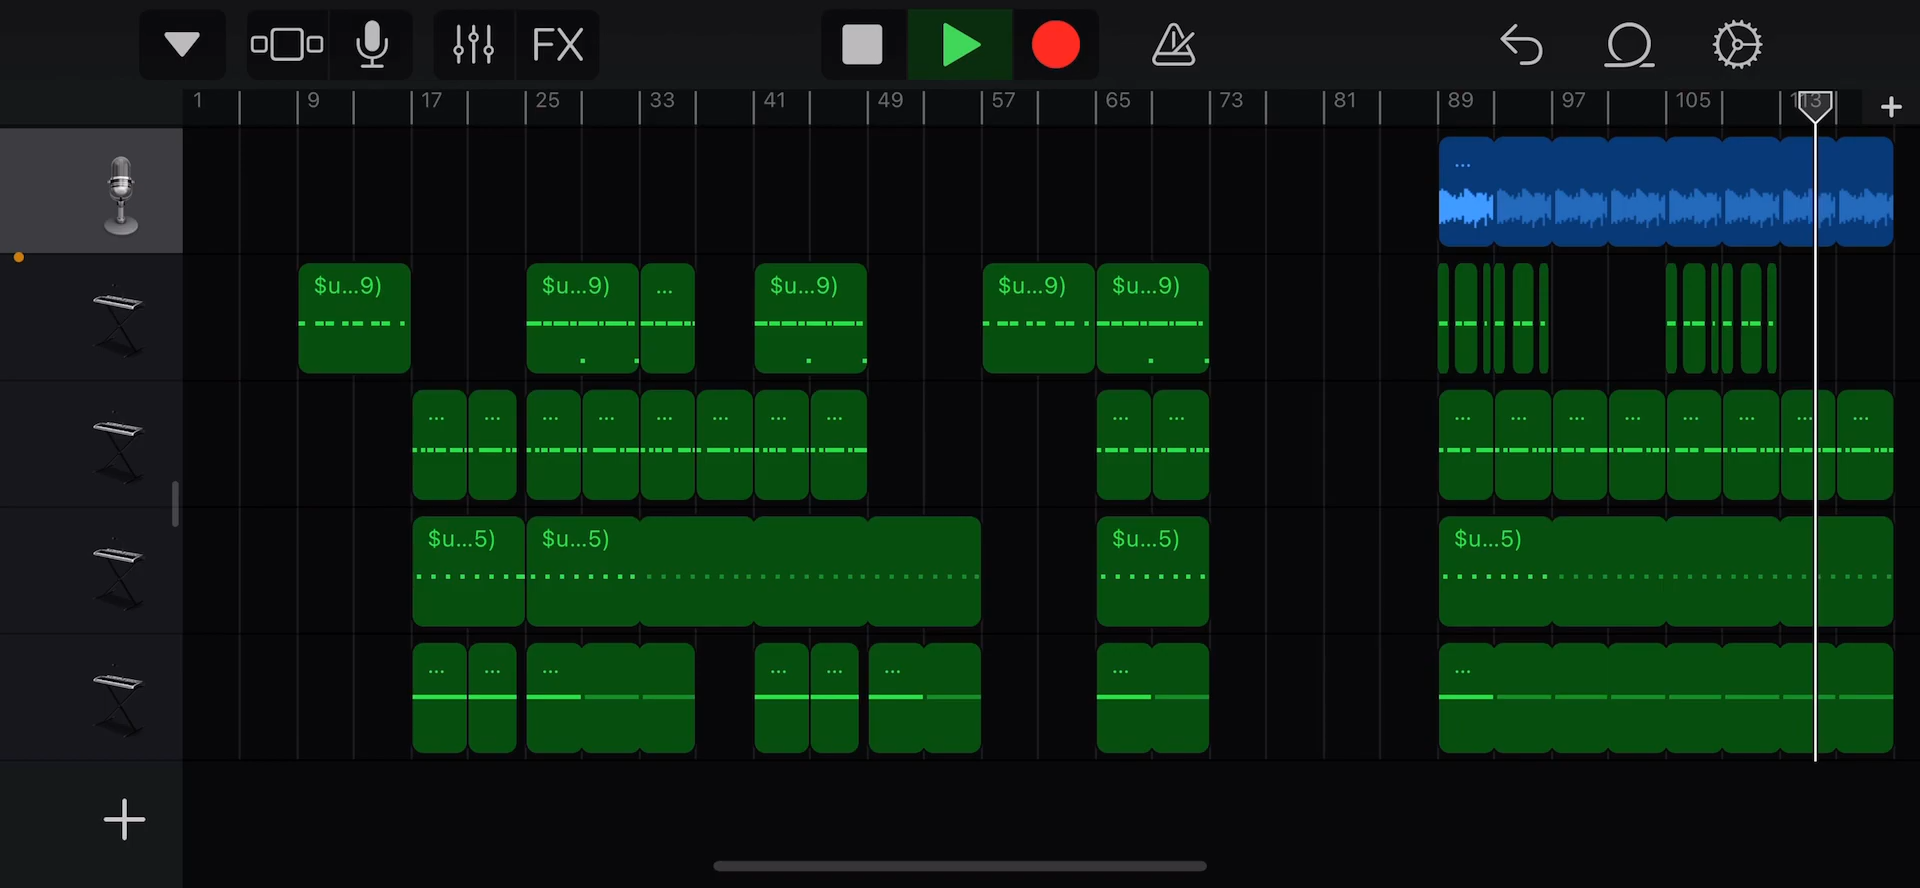 FX
1 9 17 25 33 41 49 57 65 73 81 89 97 105 113 +
...
$u...9) $u...9) ... $u...9) $u...9) $u...9)
... ... ... ... ... ... ... ... ... ... ... ... ... ... ... ... ... ...
$u...5) $u...5) $u...5) $u...5)
... ... ... ... ... ... ... ...